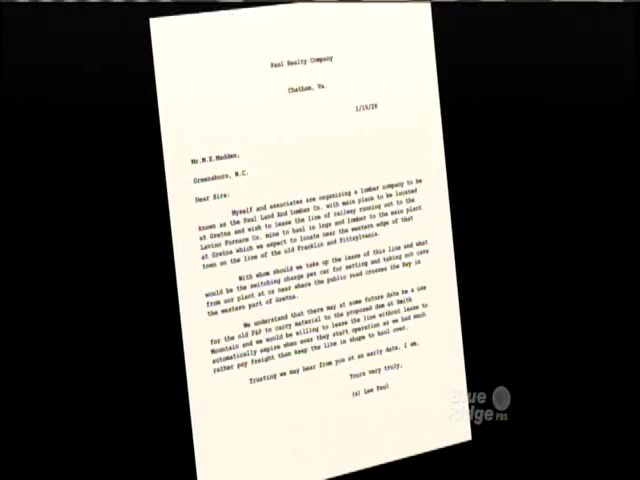 Paul Realty Company
Chatham, Va.
1/15/26
Mr.M.E.Madden,
Greensboro, N.C.
Dear Sirs:
Myself and associates are organizing a lumber company to be
known as the Paul Land And Lumber Co. with main place to be located
at Gretna and wish to lease the line of railway running out to the
Lavino Furnace Co. mine to haul in logs and lumber to the main plant
at Gretna which we expect to locate near the western edge of that
town on the line of the old Franklin and Pittsylvania.
With whom should we take up the lease of this line and what
would be the switching charge per car for setting and taking out cars
from our plant at or near where the public road crosses the Rwy in
the western part of Gretna.
We understand that there may at some future date be a use
for the old F&P to carry material to the proposed dam at Smith
Mountain and we would be willing to lease the line without lease to
automatically expire when ever they start operation as we had much
rather pay freight than keep the line in shape to haul over.
Trusting we may hear from you at an early date, I am,
Yours very truly,
(s) Lee Paul
Blue
Ridge PBS